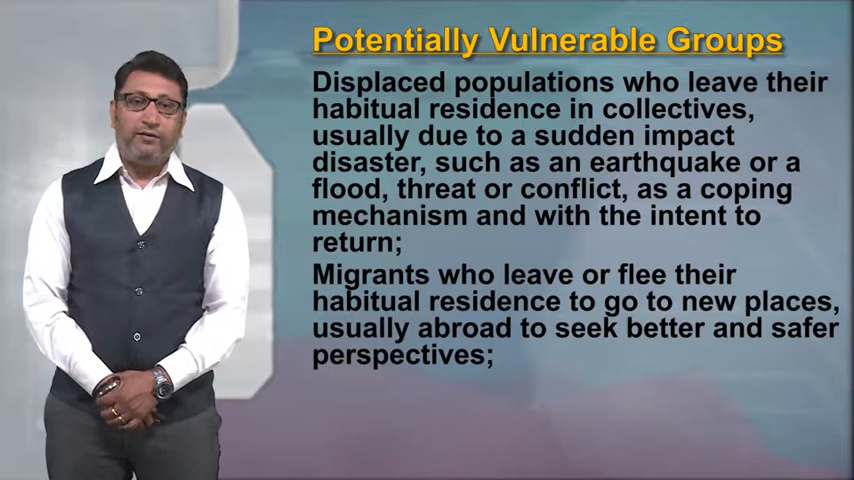 Potentially Vulnerable Groups
Displaced populations who leave their
habitual residence in collectives,
usually due to a sudden impact
disaster, such as an earthquake or a
flood, threat or conflict, as a coping
mechanism and with the intent to
return;
Migrants who leave or flee their
habitual residence to go to new places,
usually abroad to seek better and safer
perspectives;